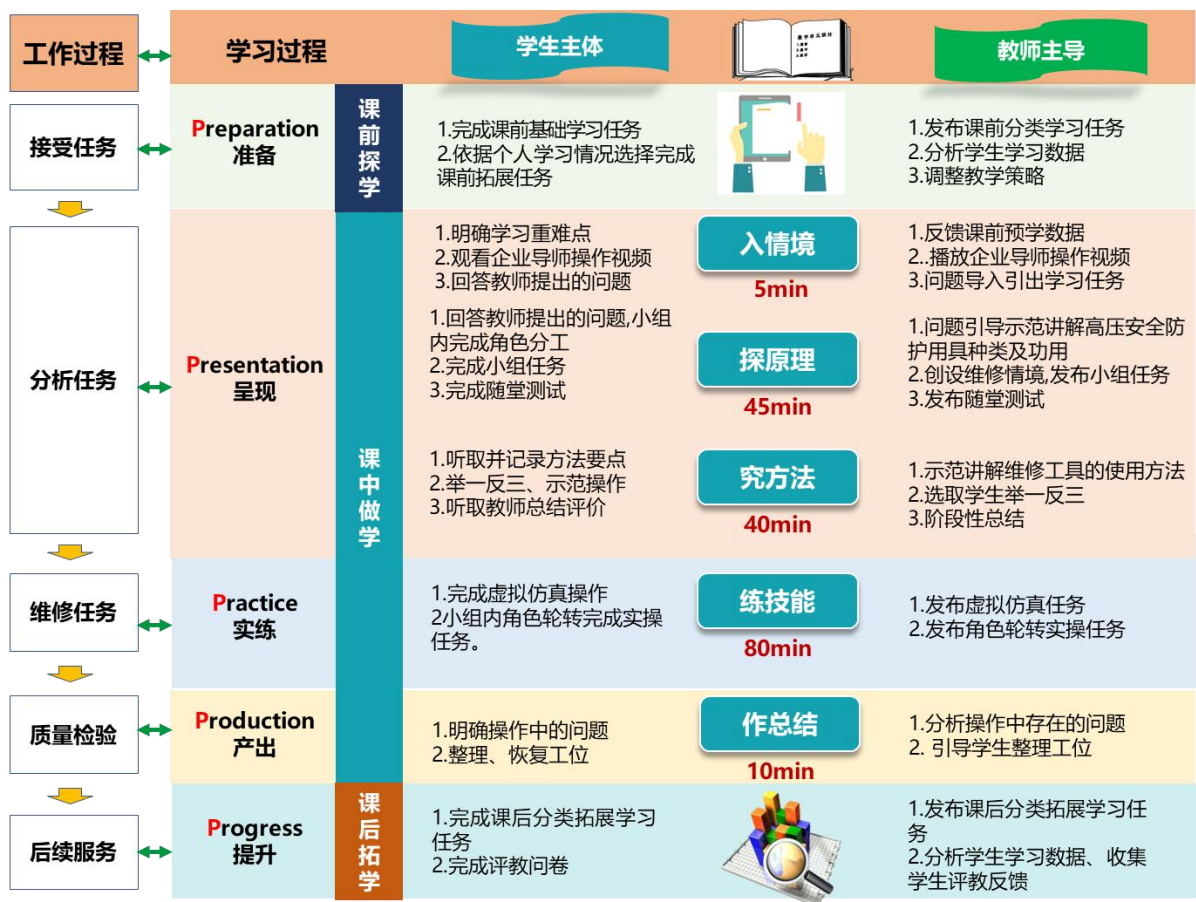 工作过程
学习过程
学生主体
教学单元设计
教师主导
接受任务
Preparation
准备
课前探学
1.完成课前基础学习任务
2.依据个人学习情况选择完成
课前拓展任务
1.发布课前分类学习任务
2.分析学生学习数据
3.调整教学策略
分析任务
Presentation
呈现
课中做学
1.明确学习重难点
2.观看企业导师操作视频
3.回答教师提出的问题
入情境
5min
1.反馈课前预学数据
2..播放企业导师操作视频
3.问题导入引出学习任务
1.回答教师提出的问题,小组
内完成角色分工
2.完成小组任务
3.完成随堂测试
探原理
45min
1.问题引导示范讲解高压安全防
护用具种类及功用
2.创设维修情境,发布小组任务
3.发布随堂测试
1.听取并记录方法要点
2.举一反三、示范操作
3.听取教师总结评价
究方法
40min
1.示范讲解维修工具的使用方法
2.选取学生举一反三
3.阶段性总结
维修任务
Practice
实练
1.完成虚拟仿真操作
2小组内角色轮转完成实操
任务。
练技能
80min
1.发布虚拟仿真任务
2.发布角色轮转实操任务
质量检验
Production
产出
1.明确操作中的问题
2.整理、恢复工位
作总结
10min
1.分析操作中存在的问题
2. 引导学生整理工位
后续服务
Progress
提升
课后拓学
1.完成课后分类拓展学习
任务
2.完成评教问卷
1.发布课后分类拓展学习任
务
2.分析学生学习数据、收集
学生评教反馈